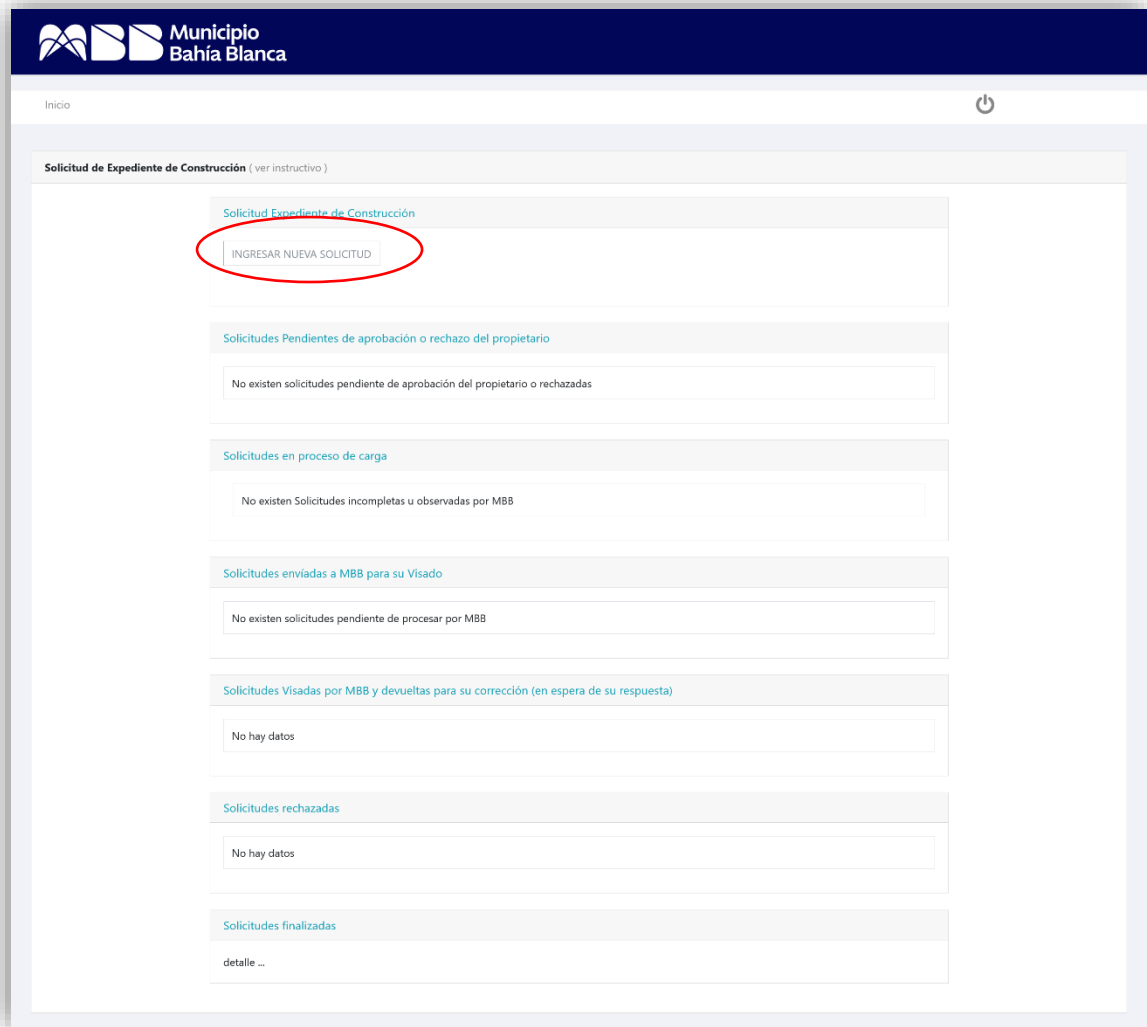 Municipio
Bahía Blanca
Inicio
Solicitud de Expediente de Construcción ( ver instructivo )
Solicitud Expediente de Construcción
INGRESAR NUEVA SOLICITUD
Solicitudes Pendientes de aprobación o rechazo del propietario
No existen solicitudes pendiente de aprobación del propietario o rechazadas
Solicitudes en proceso de carga
No existen Solicitudes incompletas u observadas por MBB
Solicitudes envíadas a MBB para su Visado
No existen solicitudes pendiente de procesar por MBB
Solicitudes Visadas por MBB y devueltas para su corrección (en espera de su respuesta)
No hay datos
Solicitudes rechazadas
No hay datos
Solicitudes finalizadas
detalle ...